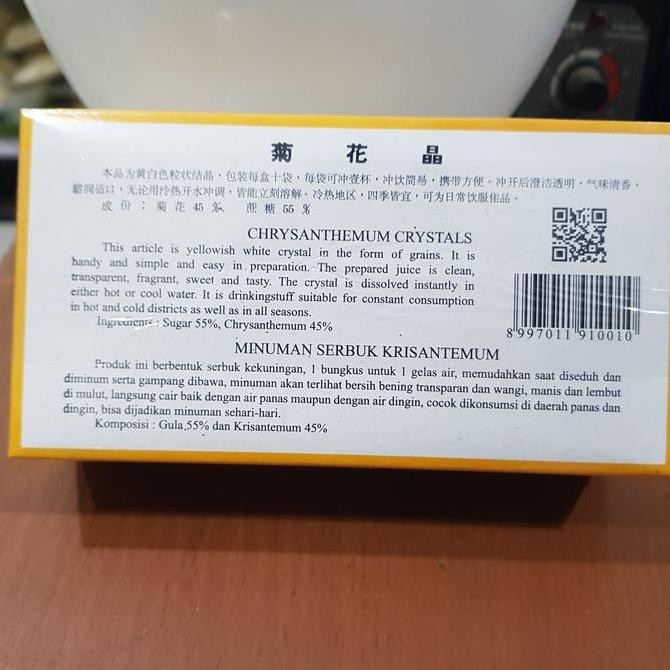 菊 花 晶
本品为黄白色粒状结晶，包装每盒十袋，每袋可冲壹杯，冲饮简易，携带方便。冲开后澄洁透明，气味清香，
甜润适口，无论用冷热开水冲调，皆能立刻溶解。冷热地区，四季皆宜，可为日常饮服佳品。
成 份：菊 花 45 % 蔗 糖 55 %
CHRYSANTHEMUM CRYSTALS
This article is yellowish white crystal in the form of grains. It is
handy and simple and easy in preparation. The prepared juice is clean,
transparent, fragrant, sweet and tasty. The crystal is dissolved instantly in
either hot or cool water. It is drinkingstuff suitable for constant consumption
in hot and cold districts as well as in all seasons.
Ingredients : Sugar 55%, Chrysanthemum 45%
8 997011 910010
MINUMAN SERBUK KRISANTEMUM
Produk ini berbentuk serbuk kekuningan, 1 bungkus untuk 1 gelas air, memudahkan saat diseduh dan
diminum serta gampang dibawa, minuman akan terlihat bersih bening transparan dan wangi, manis dan lembut
di mulut, langsung cair baik dengan air panas maupun dengan air dingin, cocok dikonsumsi di daerah panas dan
dingin, bisa dijadikan minuman sehari-hari.
Komposisi : Gula 55% dan Krisantemum 45%